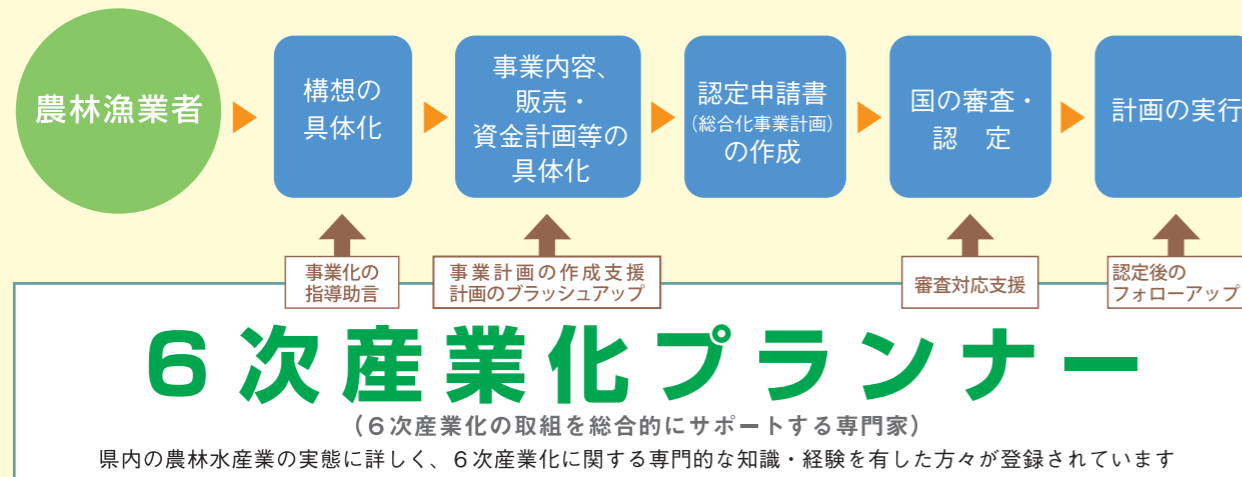 農林漁業者
構想の
具体化
事業内容、
販売・
資金計画等の
具体化
認定申請書
(総合化事業計画)
の作成
国の審査・
認　定
計画の実行
事業化の
指導助言
事業計画の作成支援
計画のブラッシュアップ
審査対応支援
認定後の
フォローアップ
６次産業化プランナー
（６次産業化の取組を総合的にサポートする専門家）
県内の農林水産業の実態に詳しく、６次産業化に関する専門的な知識・経験を有した方々が登録されています